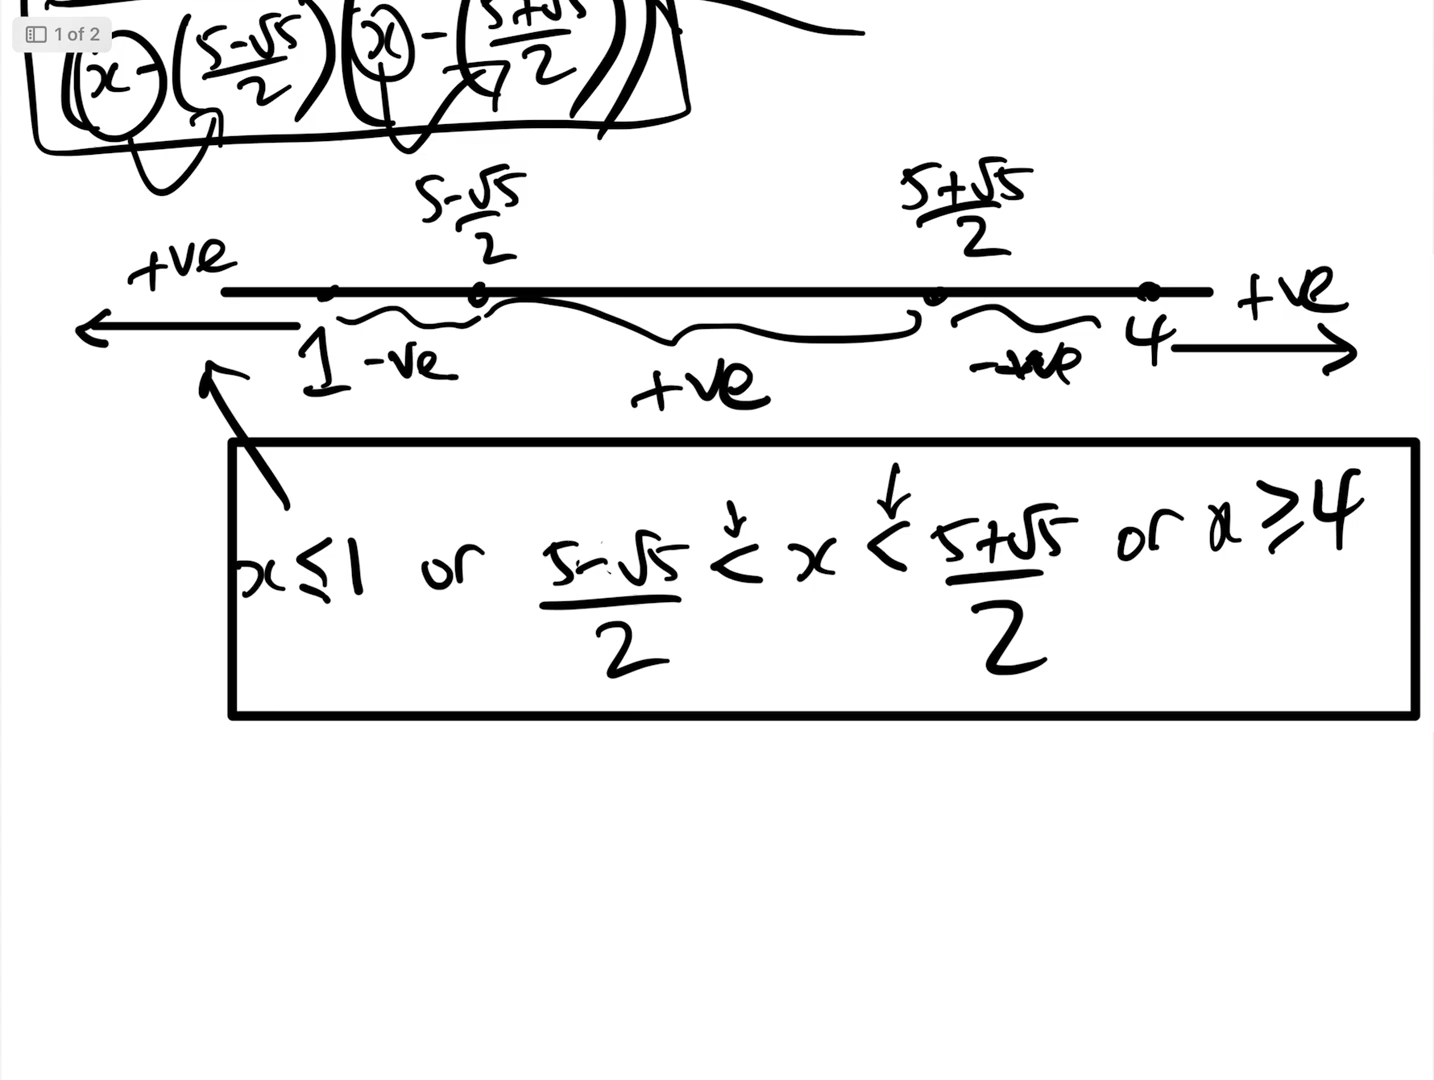 1 of 2
(x - (5-√5)/2)(x - (5+√5)/2))
(5-√5)/2 (5+√5)/2
+ve +ve
1 -ve +ve -ve 4
x ≤ 1 or (5-√5)/2 < x < (5+√5)/2 or x ≥ 4